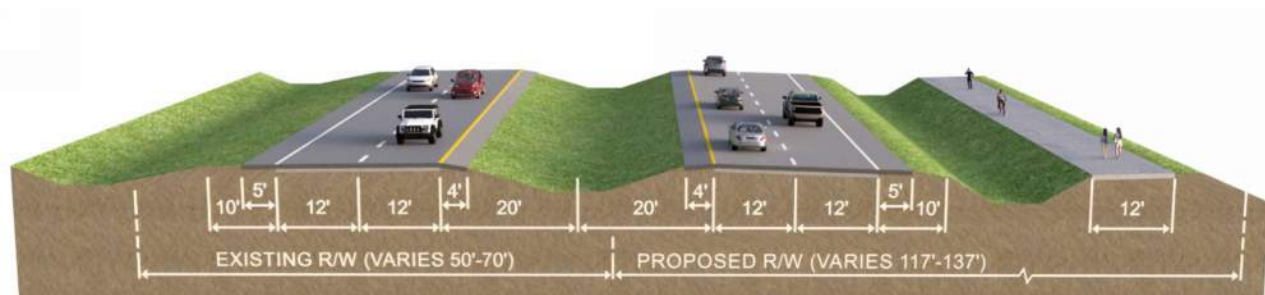 5' 4' 4' 5'
10' 12' 12' 20' 20' 12' 12' 10' 12'
EXISTING R/W (VARIES 50'-70') PROPOSED R/W (VARIES 117'-137')